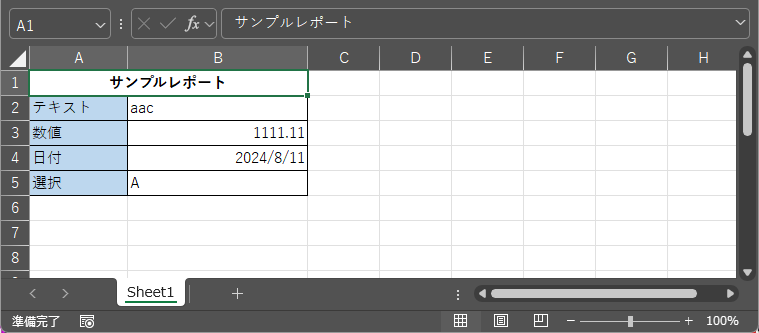 A1 fx サンプルレポート
A B C D E F G H
1 サンプルレポート
2 テキスト aac
3 数値 1111.11
4 日付 2024/8/11
5 選択 A
6
7
8
Sheet1
準備完了 100%